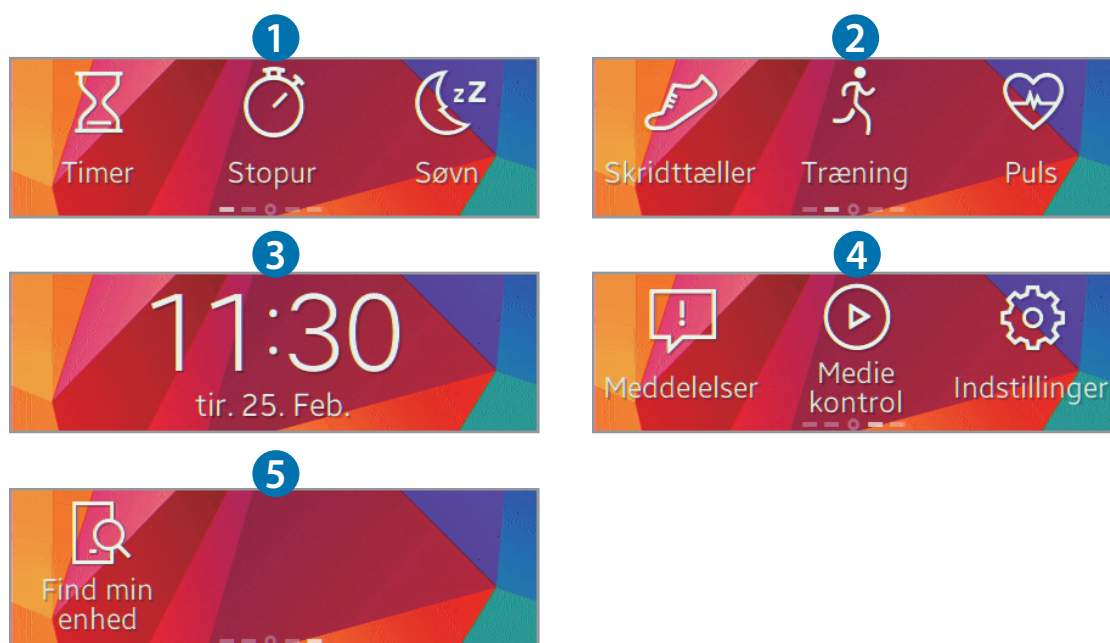 1
Timer Stopur Søvn
2
Skridttæller Træning Puls
3
11:30
tir. 25. Feb.
4
Meddelelser Medie kontrol Indstillinger
5
Find min
enhed